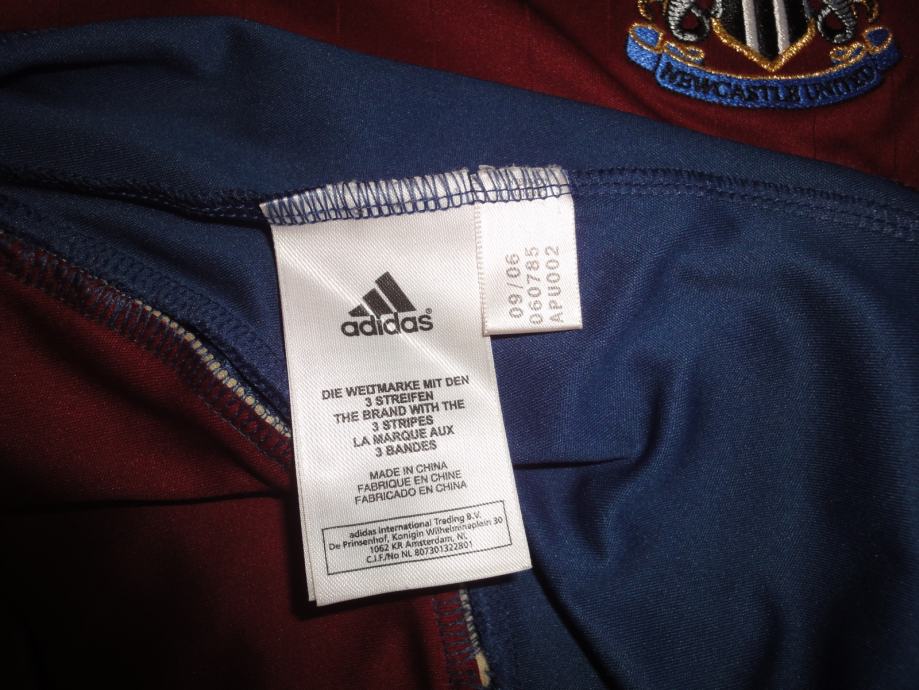 NEWCASTLE UNITED
adidas®
DIE WELTMARKE MIT DEN
3 STREIFEN
THE BRAND WITH THE
3 STRIPES
LA MARQUE AUX
3 BANDES
MADE IN CHINA
FABRIQUE EN CHINE
FABRICADO EN CHINA
adidas International Trading B.V.
De Prinsenhof, Konigin Wilhelminaplein 30
1062 KR Amsterdam, NL
C.I.F/No NL 807301322B01
09/06
060785
APU002